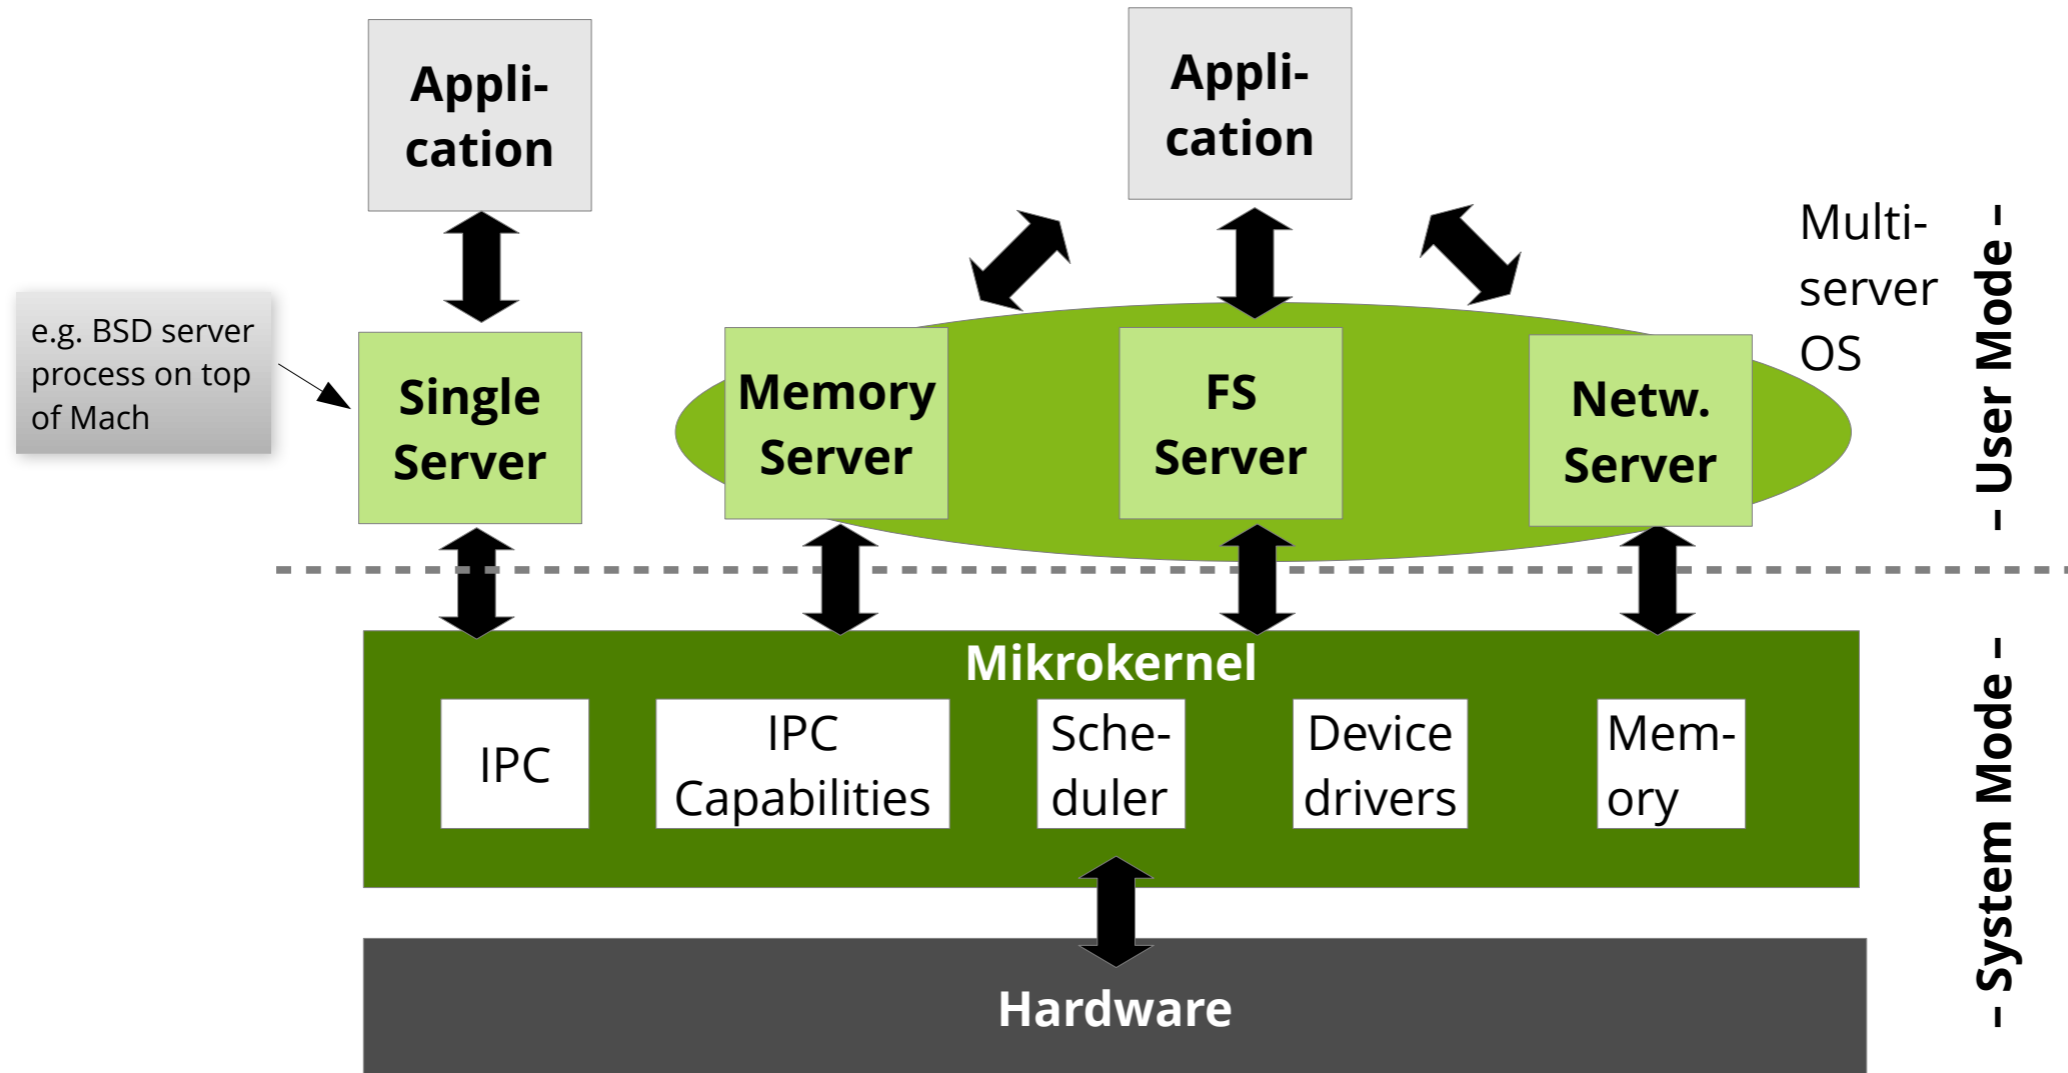 Appli-
cation
Appli-
cation
Multi-
server
OS
– User Mode –
e.g. BSD server
process on top
of Mach
Single
Server
Memory
Server
FS
Server
Netw.
Server
Mikrokernel
IPC
IPC
Capabilities
Sche-
duler
Device
drivers
Mem-
ory
– System Mode –
Hardware